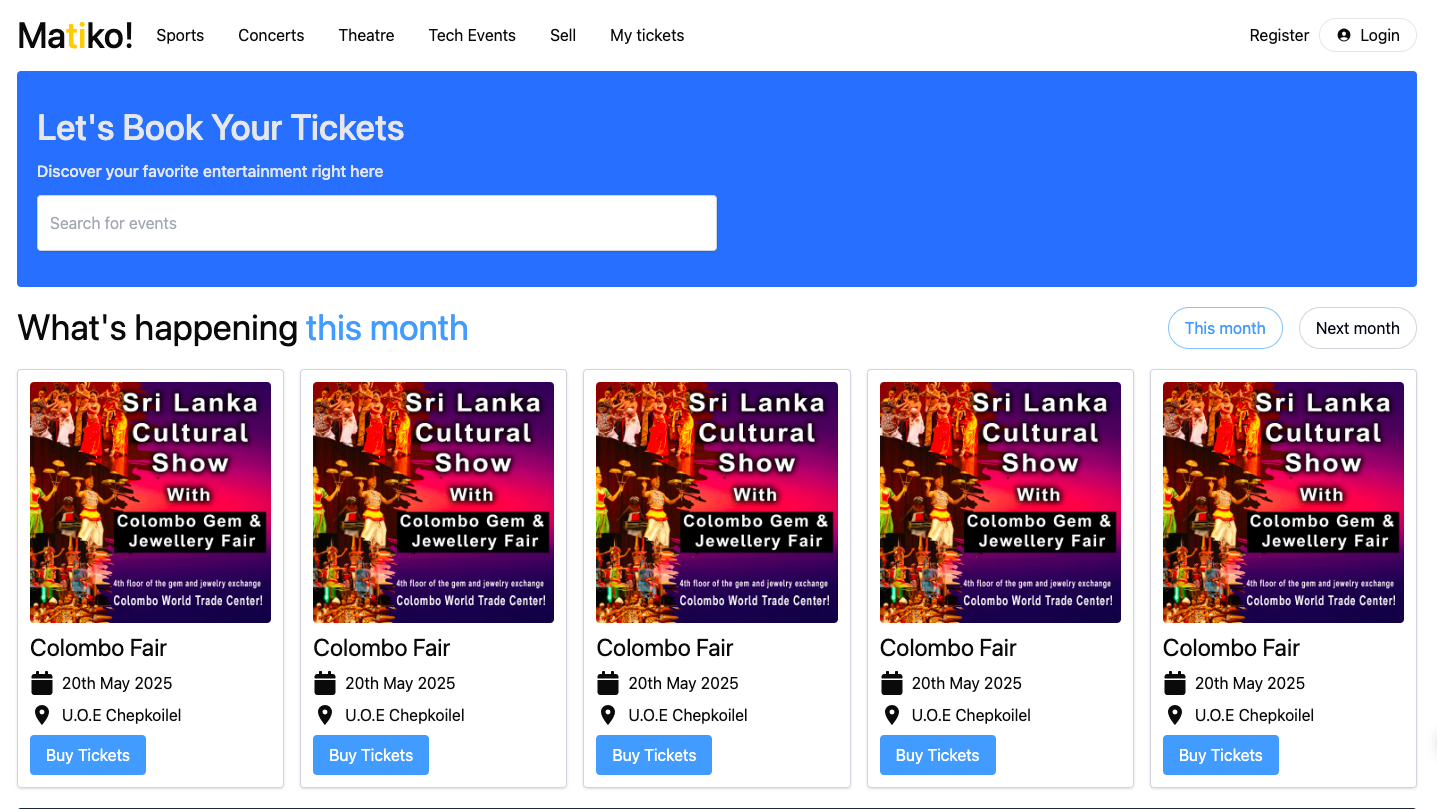 Matiko! Sports Concerts Theatre Tech Events Sell My tickets Register Login
Let's Book Your Tickets
Discover your favorite entertainment right here
Search for events
What's happening this month This month Next month
Sri Lanka
Cultural
Show
With
Colombo Gem &
Jewellery Fair
4th floor of the gem and jewelry exchange
Colombo World Trade Center!
Colombo Fair
20th May 2025
U.O.E Chepkoilel
Buy Tickets
Sri Lanka
Cultural
Show
With
Colombo Gem &
Jewellery Fair
4th floor of the gem and jewelry exchange
Colombo World Trade Center!
Colombo Fair
20th May 2025
U.O.E Chepkoilel
Buy Tickets
Sri Lanka
Cultural
Show
With
Colombo Gem &
Jewellery Fair
4th floor of the gem and jewelry exchange
Colombo World Trade Center!
Colombo Fair
20th May 2025
U.O.E Chepkoilel
Buy Tickets
Sri Lanka
Cultural
Show
With
Colombo Gem &
Jewellery Fair
4th floor of the gem and jewelry exchange
Colombo World Trade Center!
Colombo Fair
20th May 2025
U.O.E Chepkoilel
Buy Tickets
Sri Lanka
Cultural
Show
With
Colombo Gem &
Jewellery Fair
4th floor of the gem and jewelry exchange
Colombo World Trade Center!
Colombo Fair
20th May 2025
U.O.E Chepkoilel
Buy Tickets